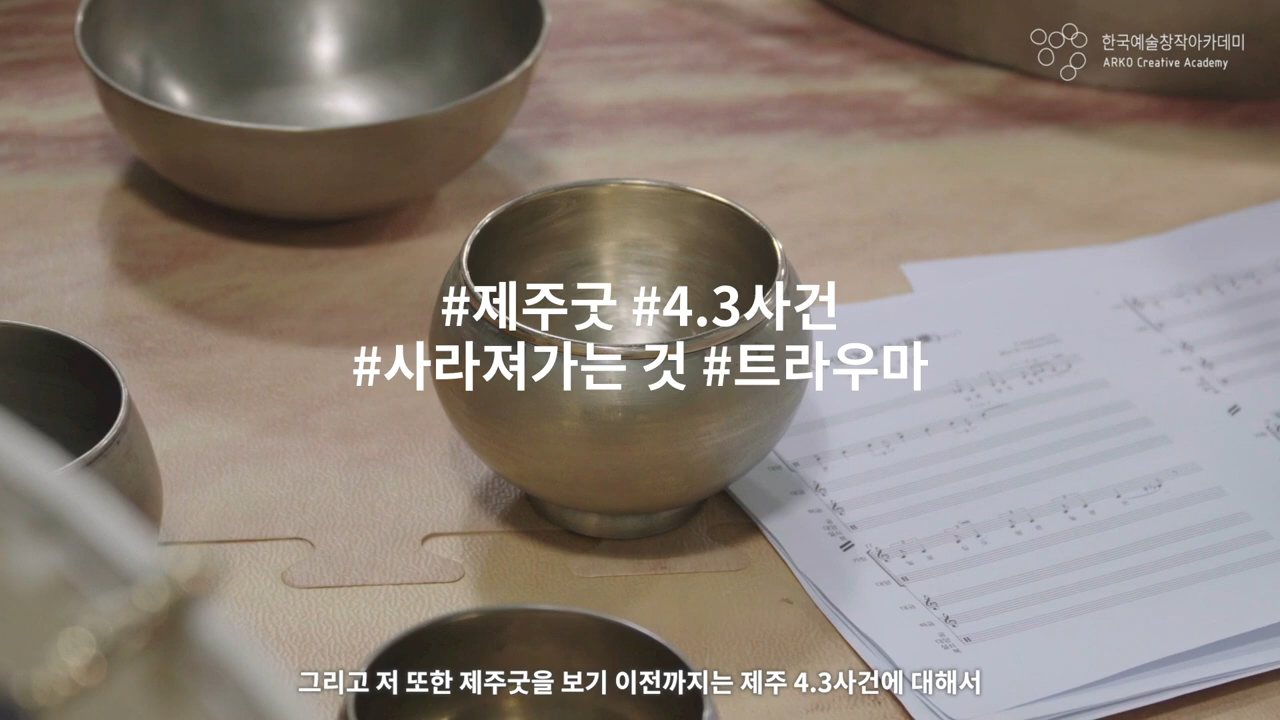 한국예술창작아카데미
ARKO Creative Academy
#제주굿 #4.3사건
#사라져가는 것 #트라우마
그리고 저 또한 제주굿을 보기 이전까지는 제주 4.3사건에 대해서